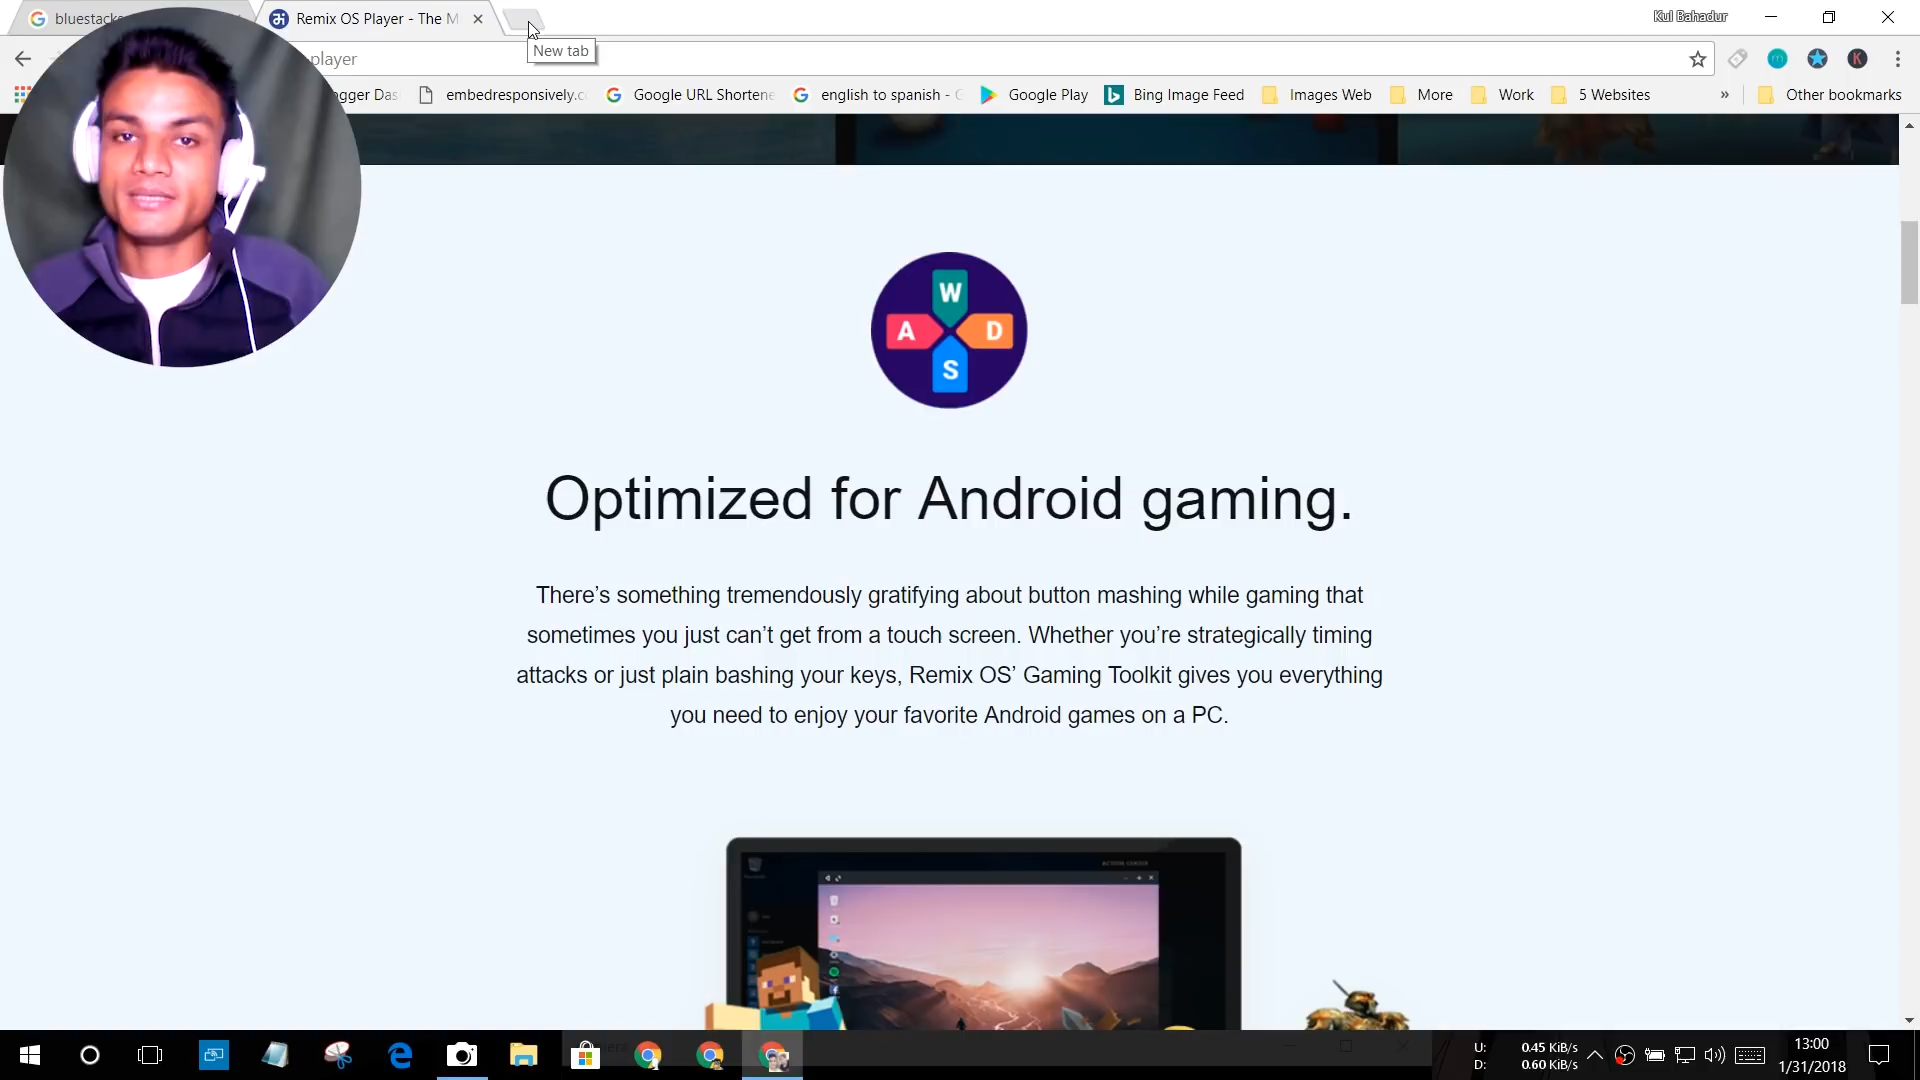 bluestacks
Remix OS Player - The M
Kul Bahadur
New tab
player
gger Das
embedresponsively.c
Google URL Shortene
english to spanish - G
Google Play
Bing Image Feed
Images Web
More
Work
5 Websites
»
Other bookmarks
K
W
A
D
S
Optimized for Android gaming.
There’s something tremendously gratifying about button mashing while gaming that
sometimes you just can’t get from a touch screen. Whether you’re strategically timing
attacks or just plain bashing your keys, Remix OS’ Gaming Toolkit gives you everything
you need to enjoy your favorite Android games on a PC.
U: 0.45 KiB/s
D: 0.60 KiB/s
13:00
1/31/2018